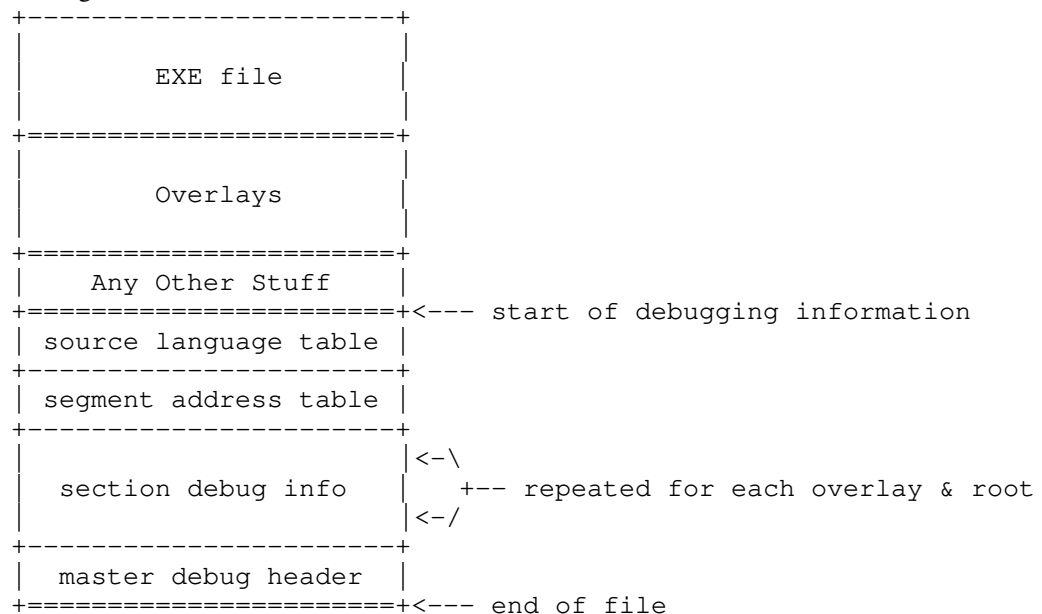 +-----------------------+
|                       |
|        EXE file       |
|                       |
+=======================+
|                       |
|        Overlays       |
|                       |
+=======================+
|    Any Other Stuff    |
+=======================+<--- start of debugging information
| source language table |
+-----------------------+
| segment address table |
+-----------------------+
|                       |<-\
|  section debug info   |   +-- repeated for each overlay & root
|                       |<-/
+-----------------------+
|  master debug header  |
+=======================+<--- end of file